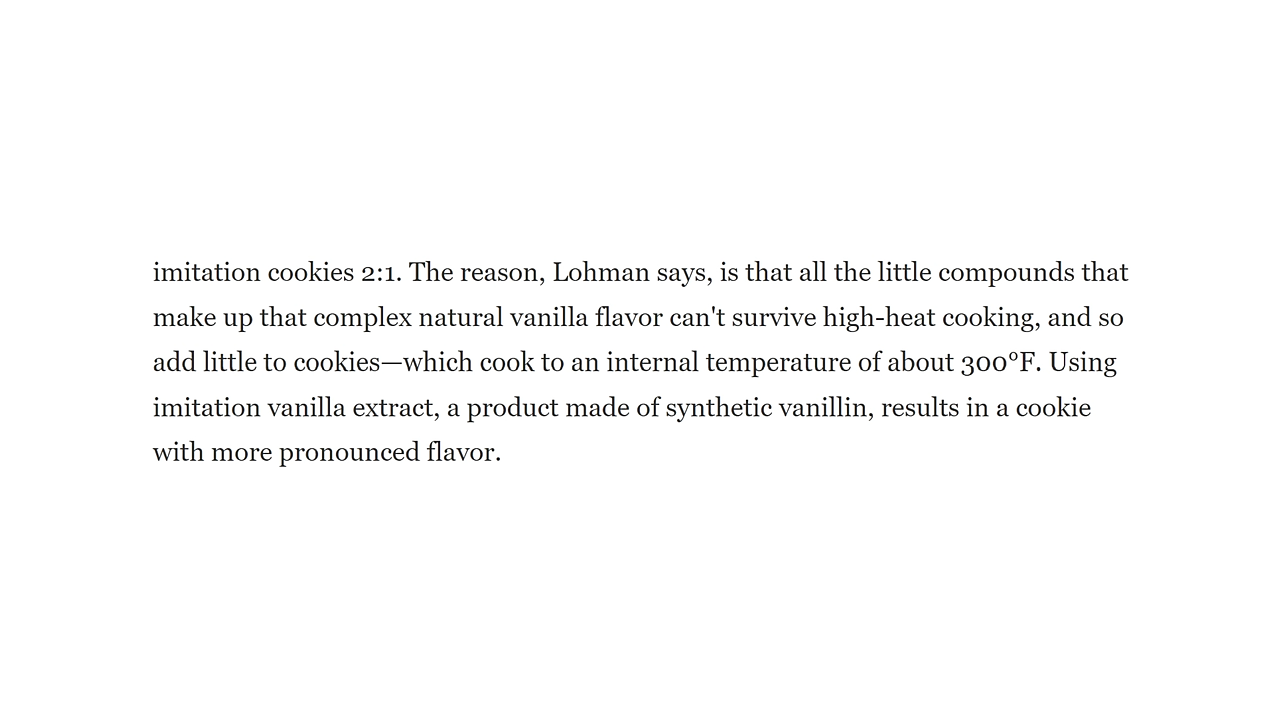 imitation cookies 2:1. The reason, Lohman says, is that all the little compounds that
make up that complex natural vanilla flavor can't survive high-heat cooking, and so
add little to cookies—which cook to an internal temperature of about 300°F. Using
imitation vanilla extract, a product made of synthetic vanillin, results in a cookie
with more pronounced flavor.